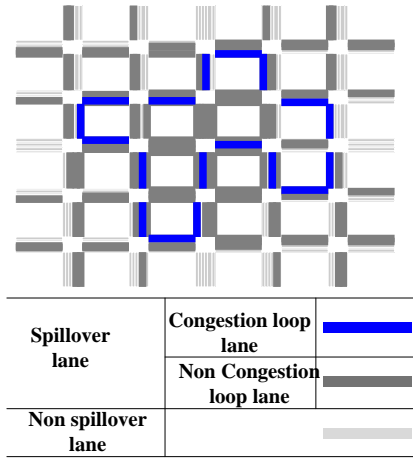 Spillover
lane
Congestion loop
lane
Non Congestion
loop lane
Non spillover
lane